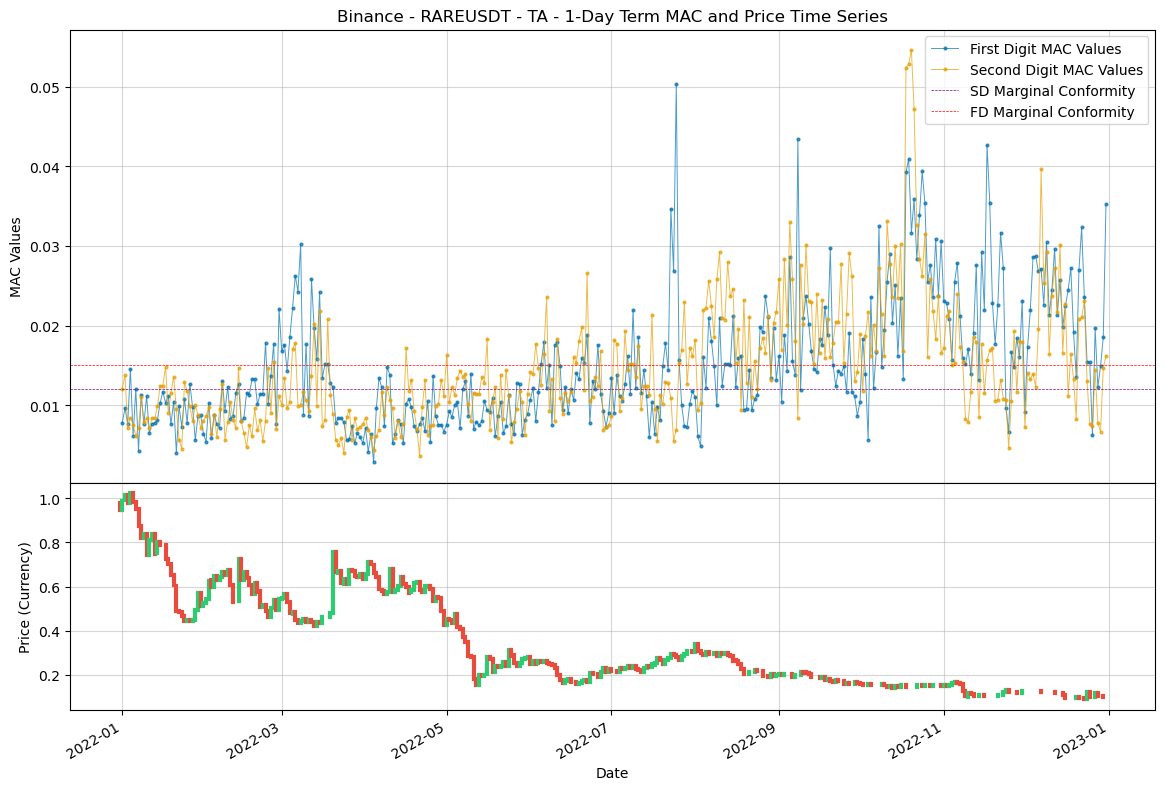 Binance - RAREUSDT - TA - 1-Day Term MAC and Price Time Series
First Digit MAC Values
Second Digit MAC Values
SD Marginal Conformity
FD Marginal Conformity
MAC Values
0.05
0.04
0.03
0.02
0.01
Price (Currency)
1.0
0.8
0.6
0.4
0.2
2022-01
2022-03
2022-05
2022-07
2022-09
2022-11
2023-01
Date